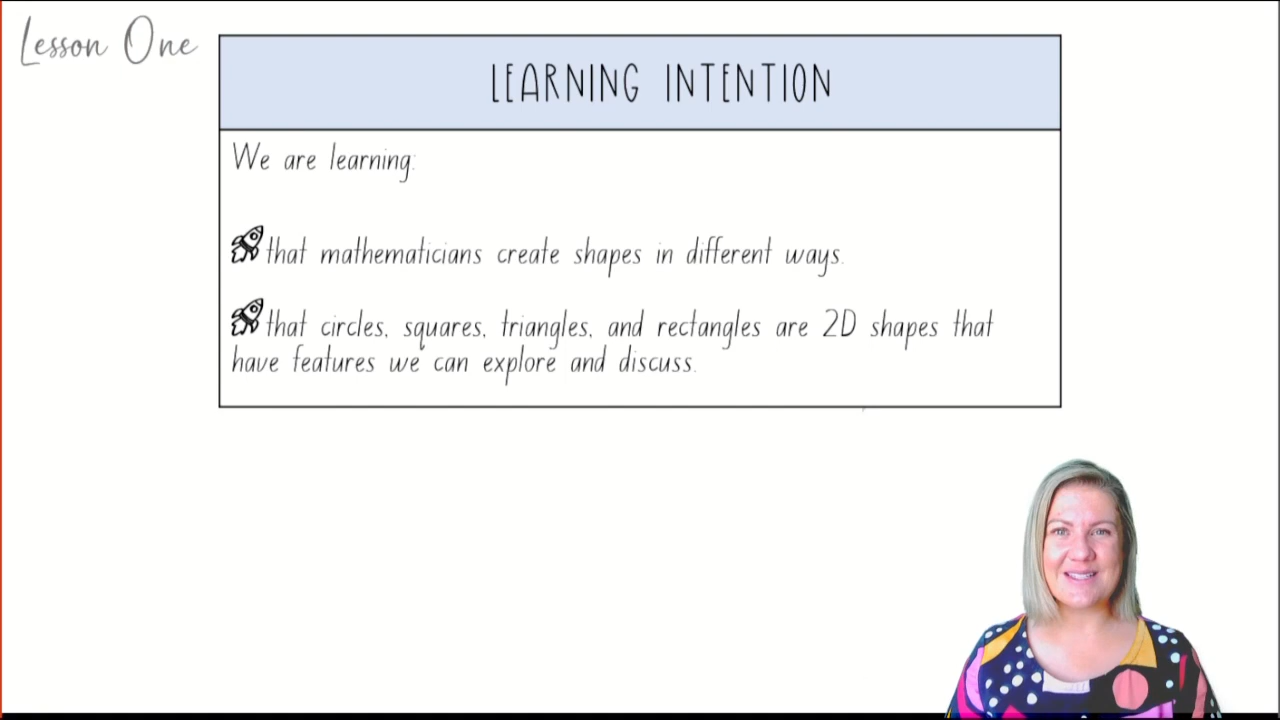 Lesson One
LEARNING INTENTION
We are learning:
that mathematicians create shapes in different ways.
that circles, squares, triangles, and rectangles are 2D shapes that
have features we can explore and discuss.